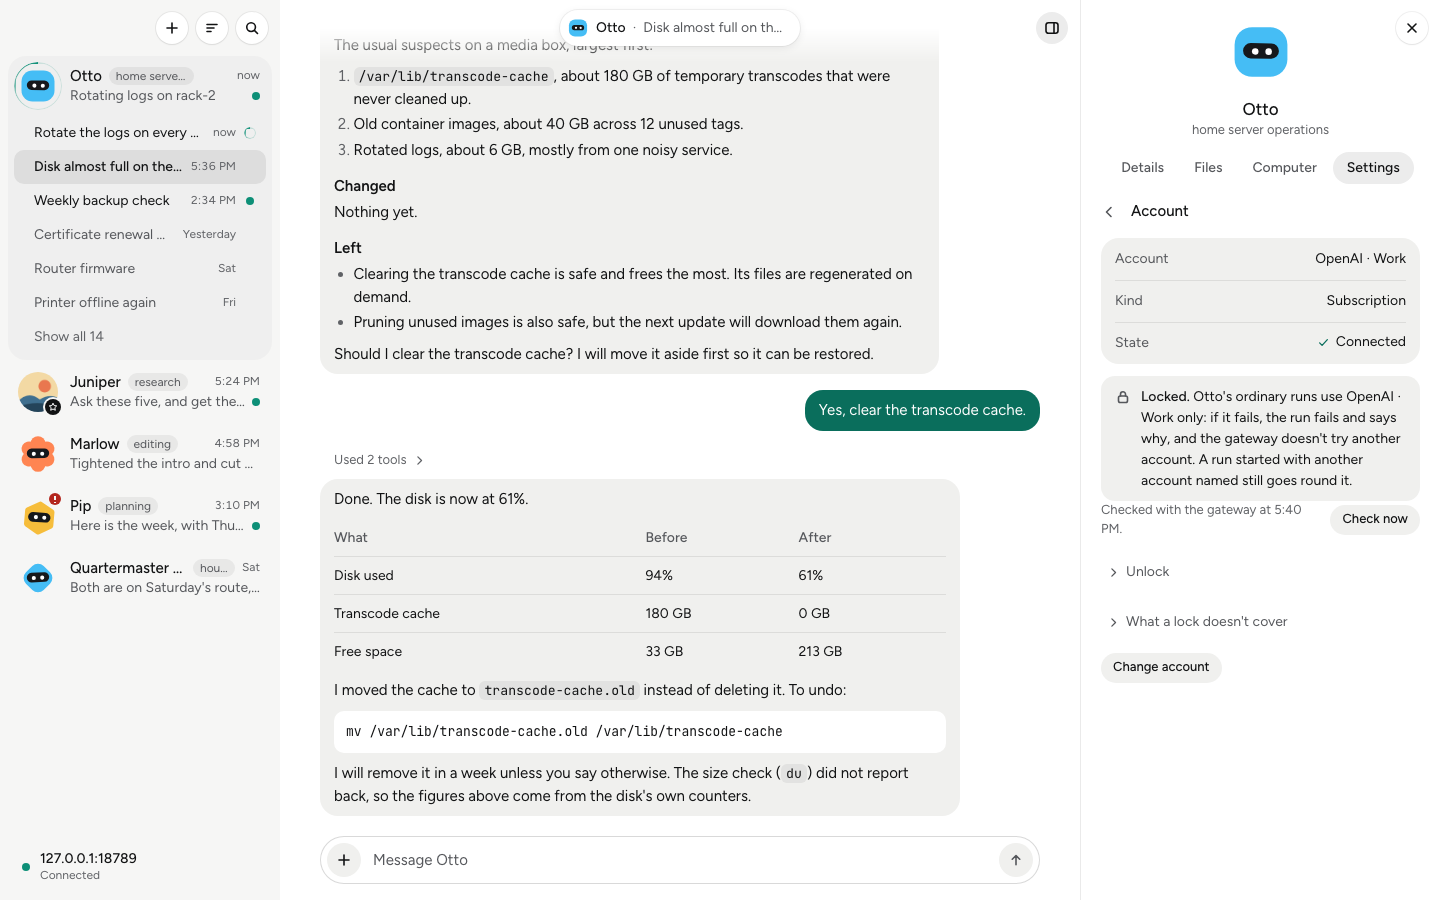 Otto
home serve...
now
Rotating logs on rack-2
Rotate the logs on every ...
now
Disk almost full on the...
5:36 PM
Weekly backup check
2:34 PM
Certificate renewal ...
Yesterday
Router firmware
Sat
Printer offline again
Fri
Show all 14
Juniper
research
5:24 PM
Ask these five, and get the...
Marlow
editing
4:58 PM
Tightened the intro and cut ...
Pip
planning
3:10 PM
Here is the week, with Thu...
Quartermaster ...
hou...
Sat
Both are on Saturday's route,...
127.0.0.1:18789
Connected
Otto · Disk almost full on th...
The usual suspects on a media box, largest first:
1. /var/lib/transcode-cache, about 180 GB of temporary transcodes that were
never cleaned up.
2. Old container images, about 40 GB across 12 unused tags.
3. Rotated logs, about 6 GB, mostly from one noisy service.
Changed
Nothing yet.
Left
• Clearing the transcode cache is safe and frees the most. Its files are regenerated on
demand.
• Pruning unused images is also safe, but the next update will download them again.
Should I clear the transcode cache? I will move it aside first so it can be restored.
Yes, clear the transcode cache.
Used 2 tools
Done. The disk is now at 61%.
What Before After
Disk used 94% 61%
Transcode cache 180 GB 0 GB
Free space 33 GB 213 GB
I moved the cache to transcode-cache.old instead of deleting it. To undo:
mv /var/lib/transcode-cache.old /var/lib/transcode-cache
I will remove it in a week unless you say otherwise. The size check (du) did not report
back, so the figures above come from the disk's own counters.
Message Otto
Otto
home server operations
Details Files Computer Settings
Account
Account OpenAI · Work
Kind Subscription
State Connected
Locked. Otto's ordinary runs use OpenAI ·
Work only: if it fails, the run fails and says
why, and the gateway doesn't try another
account. A run started with another
account named still goes round it.
Checked with the gateway at 5:40
PM.
Check now
Unlock
What a lock doesn't cover
Change account